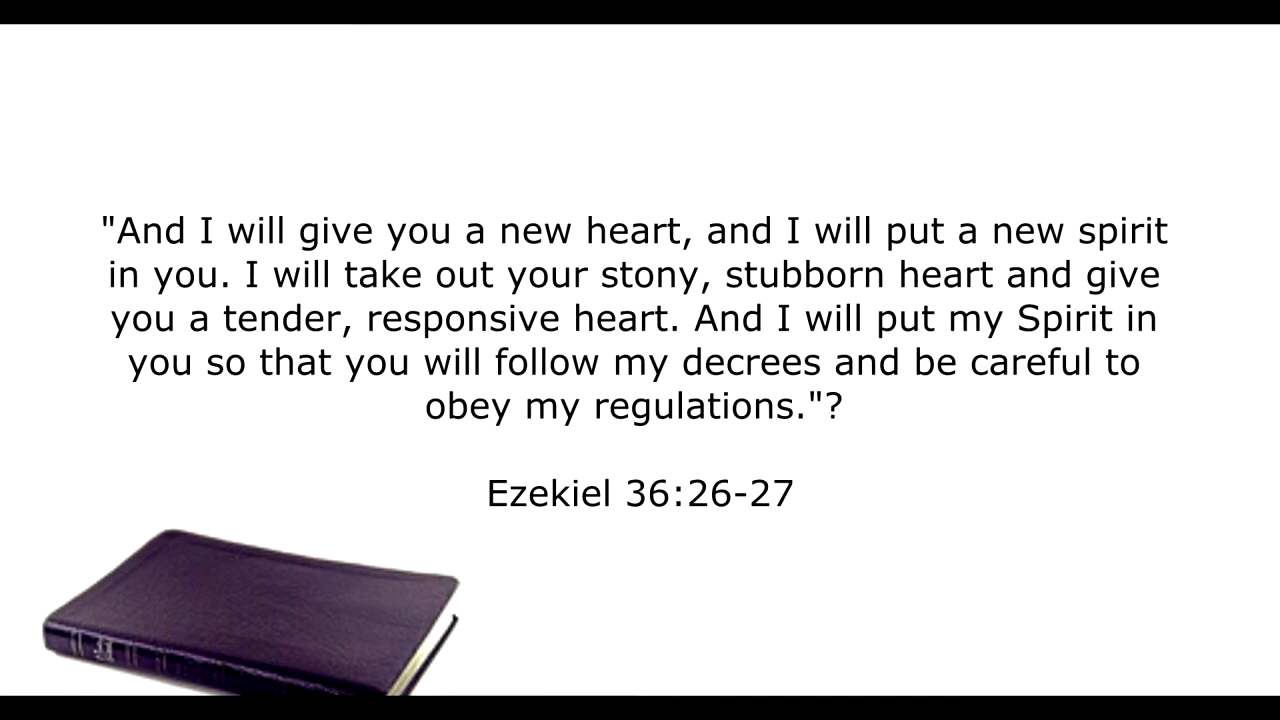 "And I will give you a new heart, and I will put a new spirit
in you. I will take out your stony, stubborn heart and give
you a tender, responsive heart. And I will put my Spirit in
you so that you will follow my decrees and be careful to
obey my regulations."?
Ezekiel 36:26-27